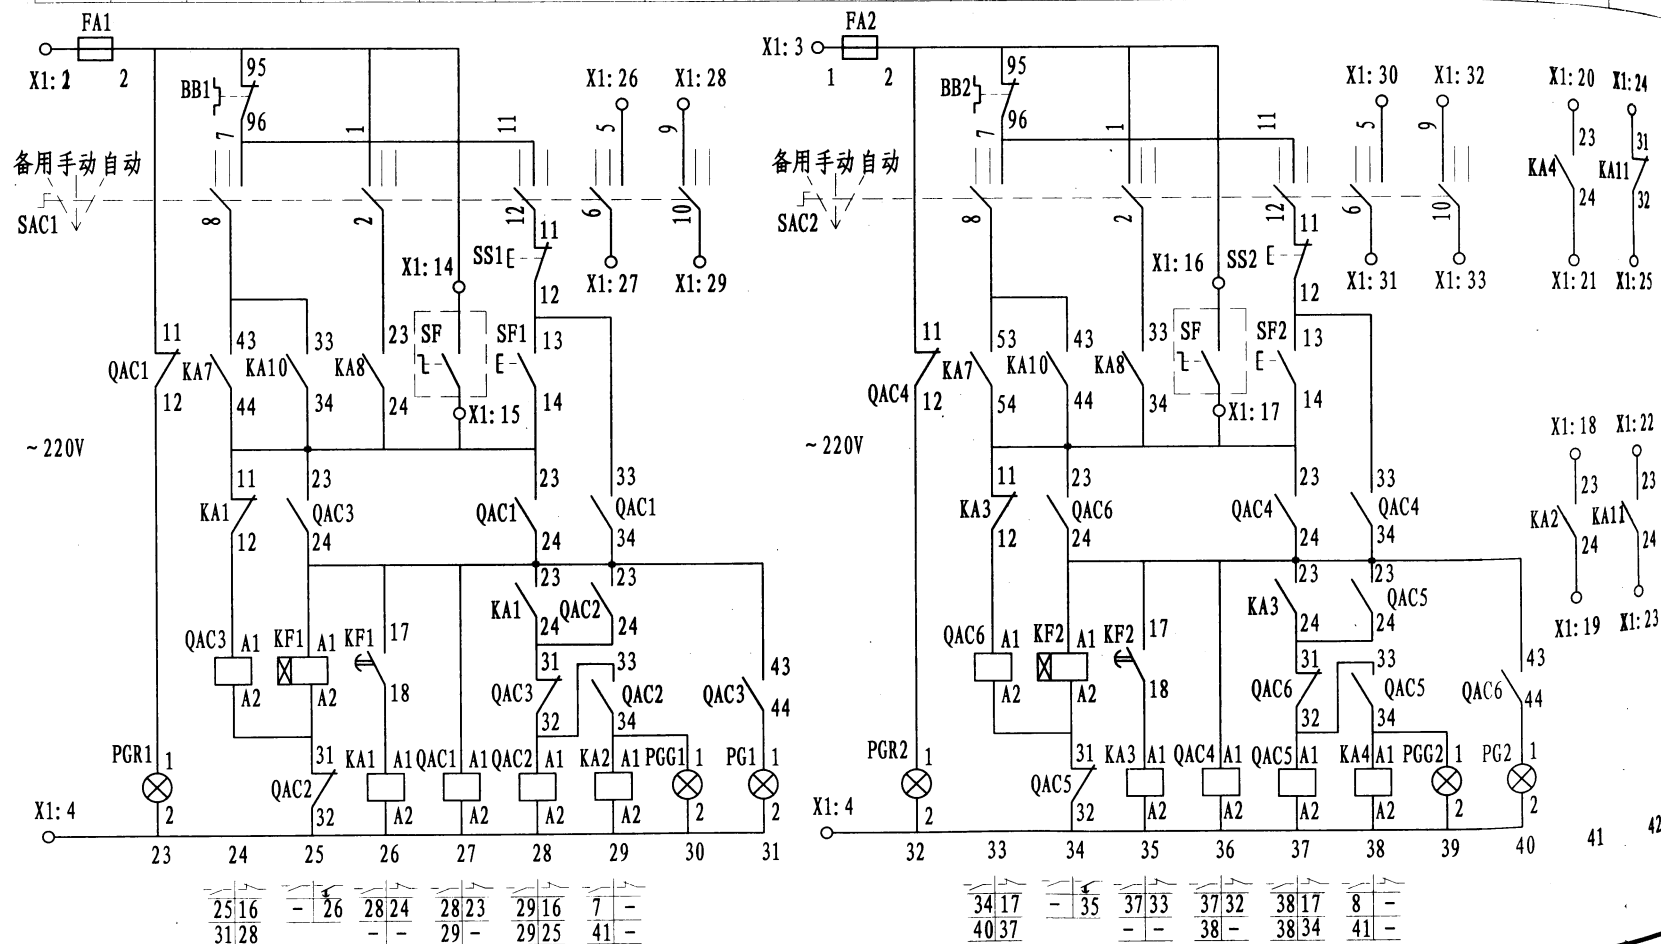 FA1 FA2
X1: 3
X1: 2 2 1 2
95 X1: 26 X1: 28 95 X1: 30 X1: 32 X1: 20 X1: 24
BB1 BB2
7 96 1 11 5 9 7 96 1 11 5 9 23 31
备用手动自动 备用手动自动 KA4 KA11
SAC1 8 2 12 6 10 SAC2 8 2 12 6 10 24 32
11 11
SS1 X1: 14 X1: 27 X1: 29 X1: 16 SS2 X1: 31 X1: 33 X1: 21 X1: 25
12 12
11 43 33 23 SF SF1 13 11 53 43 33 SF SF2 13
QAC1 KA7 KA10 KA8 QAC4 KA7 KA10 KA8
12 44 34 24 X1: 15 14 12 54 44 34 X1: 17 14
X1: 18 X1: 22
~220V ~220V
11 23 23 33 11 23 23 33 23 23
KA1 QAC3 QAC1 QAC1 KA3 QAC6 QAC4 QAC4 KA2 KA11
12 24 24 34 12 24 24 34 24 24
23 23 23 23
KA1 QAC2 KA3 QAC5
24 24 24 24
X1: 19 X1: 23
QAC3 A1 KF1 A1 KF1 17 QAC6 A1 KF2 A1 KF2 17
31 33 43 31 33 43
A2 A2 18 QAC3 QAC2 QAC3 A2 A2 18 QAC6 QAC5 QAC6
32 34 44 32 34 44
PGR1 1 31 KA1 A1 QAC1 A1 QAC2 A1 KA2 A1 PGG1 1 PG1 1 PGR2 1 31 KA3 A1 QAC4 A1 QAC5 A1 KA4 A1 PGG2 1 PG2 1
QAC2 QAC5
X1: 4 2 32 A2 A2 A2 A2 2 2 X1: 4 2 32 A2 A2 A2 A2 2 2
23 24 25 26 27 28 29 30 31 32 33 34 35 36 37 38 39 40 41 42
25 16 - 26 28 24 28 23 29 16 7 - 34 17 - 35 37 33 37 32 38 17 8 -
31 28 - - 29 - 29 25 41 - 40 37 - - 38 - 38 34 41 -